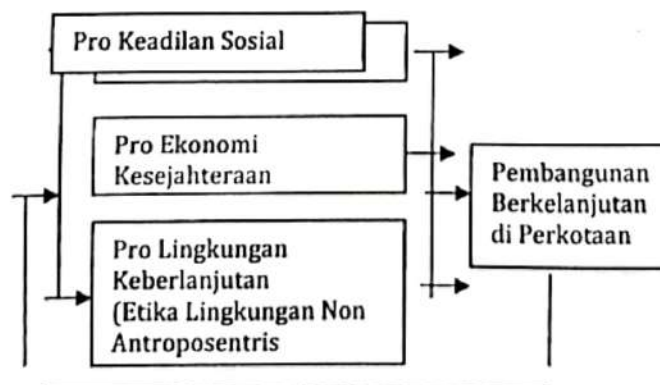 Pro Keadilan Sosial
Pro Ekonomi
Kesejahteraan
Pro Lingkungan
Keberlanjutan
(Etika Lingkungan Non
Antroposentris
Pembangunan
Berkelanjutan
di Perkotaan